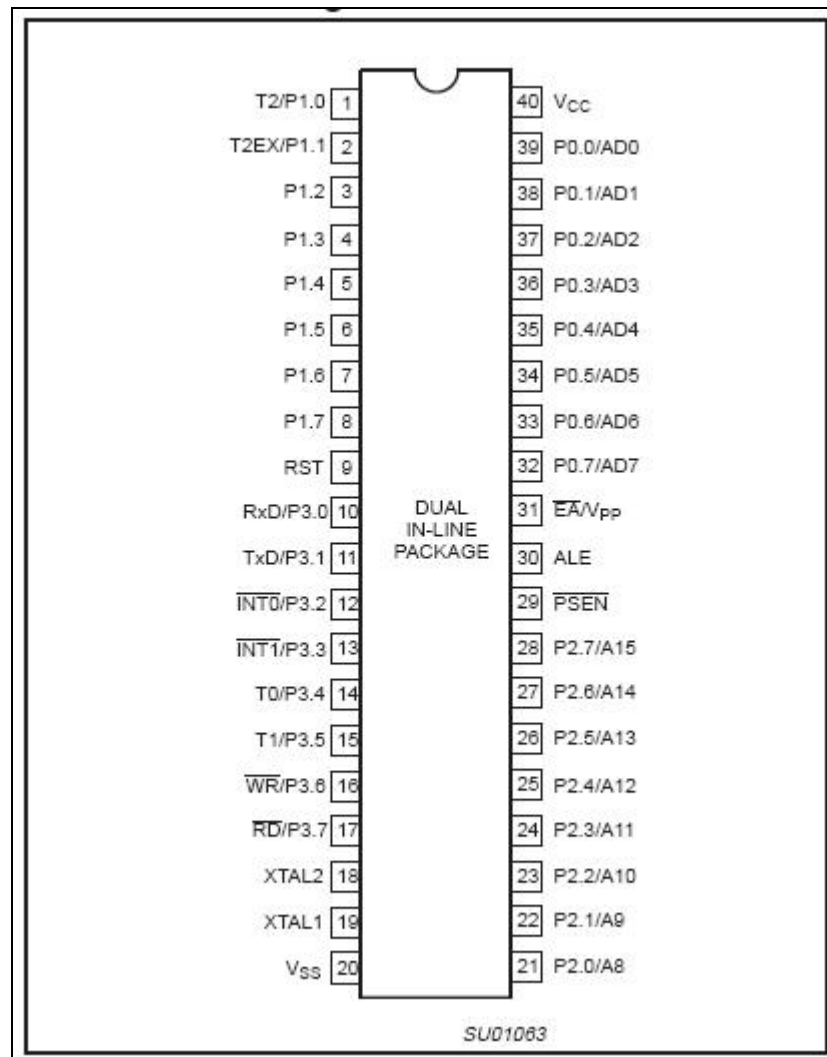 T2/P1.0 1
T2EX/P1.1 2
P1.2 3
P1.3 4
P1.4 5
P1.5 6
P1.6 7
P1.7 8
RST 9
RxD/P3.0 10
TxD/P3.1 11
I̅N̅T̅0̅/P3.2 12
I̅N̅T̅1̅/P3.3 13
T0/P3.4 14
T1/P3.5 15
W̅R̅/P3.6 16
R̅D̅/P3.7 17
XTAL2 18
XTAL1 19
VSS 20
DUAL
IN-LINE
PACKAGE
40 VCC
39 P0.0/AD0
38 P0.1/AD1
37 P0.2/AD2
36 P0.3/AD3
35 P0.4/AD4
34 P0.5/AD5
33 P0.6/AD6
32 P0.7/AD7
31 E̅A̅/VPP
30 ALE
29 P̅S̅E̅N̅
28 P2.7/A15
27 P2.6/A14
26 P2.5/A13
25 P2.4/A12
24 P2.3/A11
23 P2.2/A10
22 P2.1/A9
21 P2.0/A8
SU01063